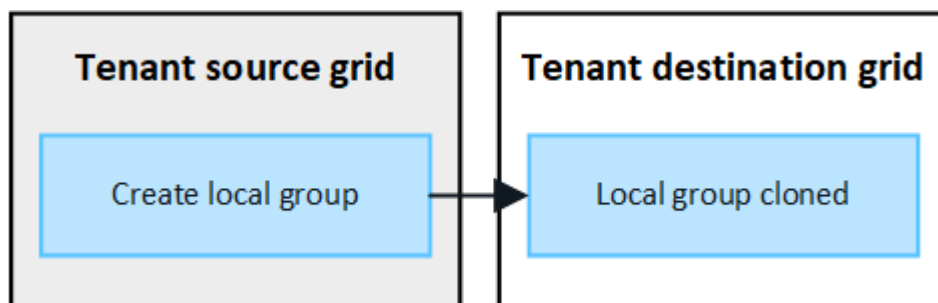 Tenant source grid
Tenant destination grid
Create local group
Local group cloned